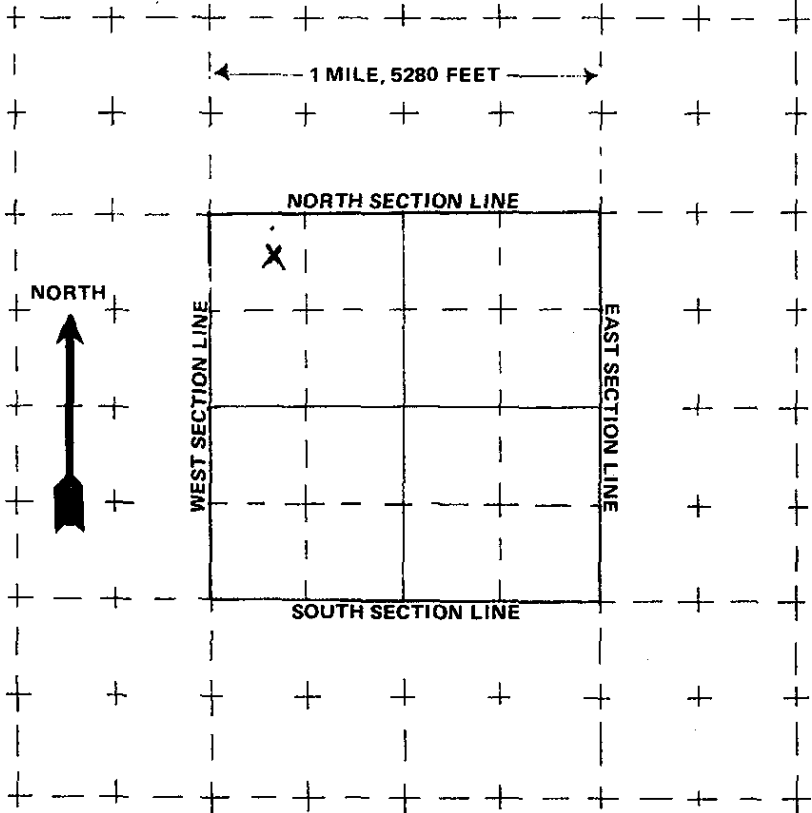 1 MILE, 5280 FEET
NORTH SECTION LINE
X
NORTH
WEST SECTION LINE
EAST SECTION LINE
SOUTH SECTION LINE